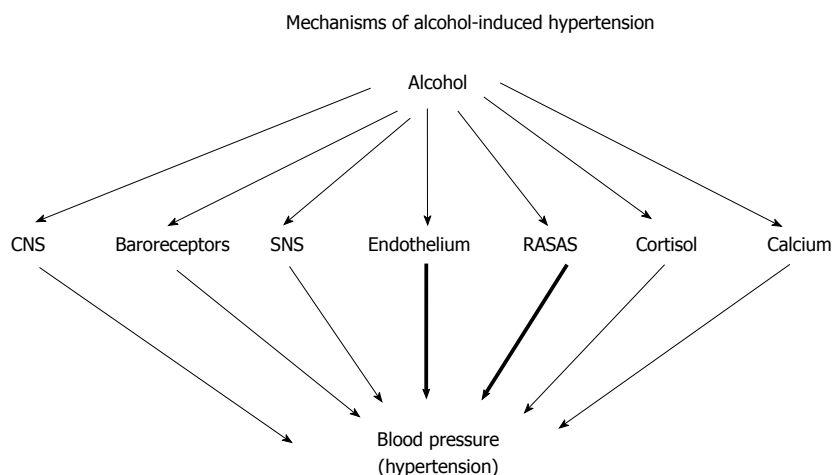 Mechanisms of alcohol-induced hypertension
Alcohol
CNS Baroreceptors SNS Endothelium RASAS Cortisol Calcium
Blood pressure
(hypertension)